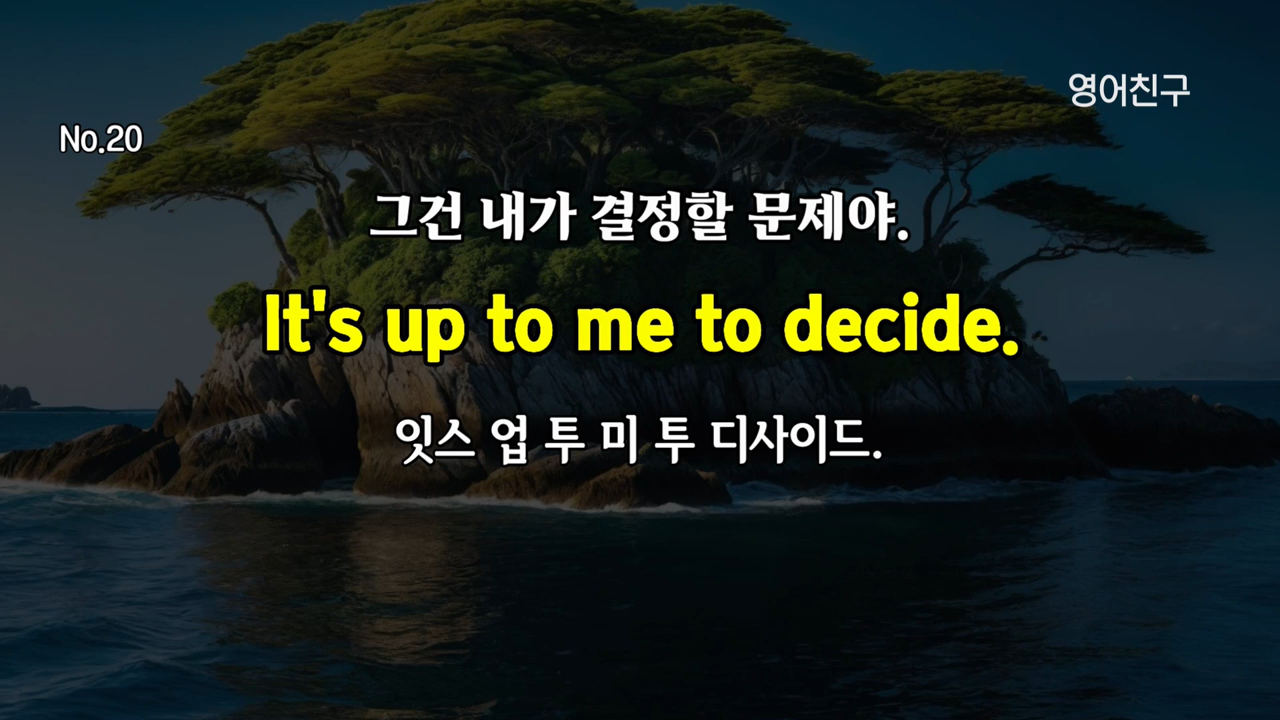 영어친구
No.20
그건 내가 결정할 문제야.
It's up to me to decide.
잇스 업 투 미 투 디사이드.